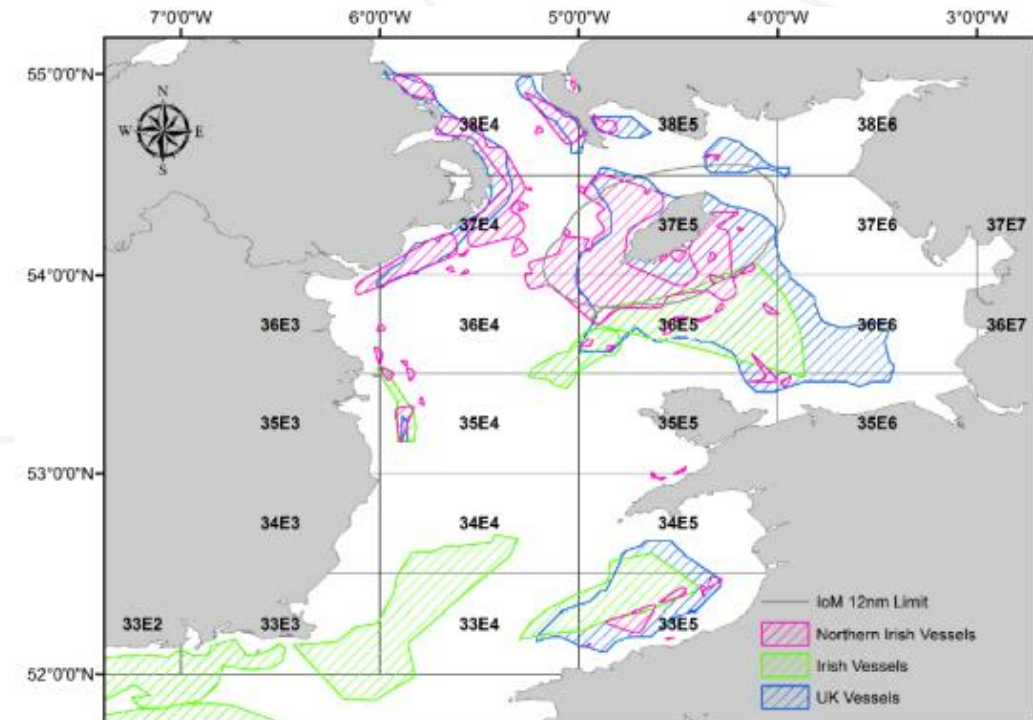 7°0'0"W 6°0'0"W 5°0'0"W 4°0'0"W 3°0'0"W
55°0'0"N
N
W E
S
38E4 38E5 38E6
37E4 37E5 37E6 37E7
54°0'0"N
36E3 36E4 36E5 36E6 36E7
35E3 35E4 35E5 35E6
53°0'0"N
34E3 34E4 34E5
IoM 12nm Limit
33E2 33E3 33E4 33E5
Northern Irish Vessels
Irish Vessels
52°0'0"N
UK Vessels